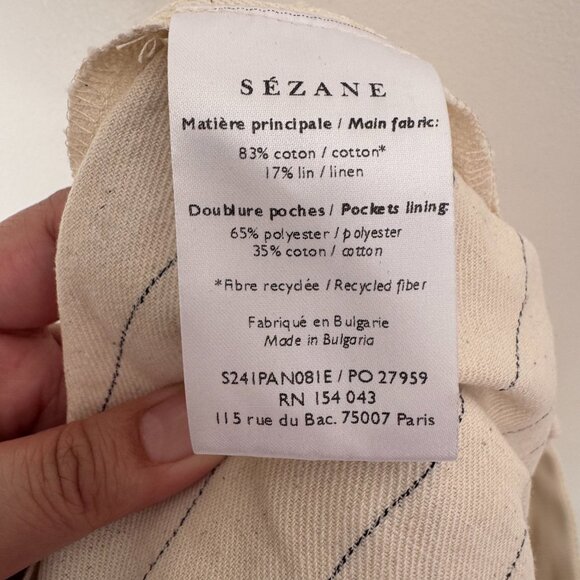 SÉZANE
Matière principale / Main fabric:
83% coton / cotton*
17% lin / linen
Doublure poches / Pockets lining:
65% polyester / polyester
35% coton / cotton
*Fibre recyclée / Recycled fiber
Fabriqué en Bulgarie
Made in Bulgaria
S241PAN081E / PO 27959
RN 154 043
115 rue du Bac. 75007 Paris